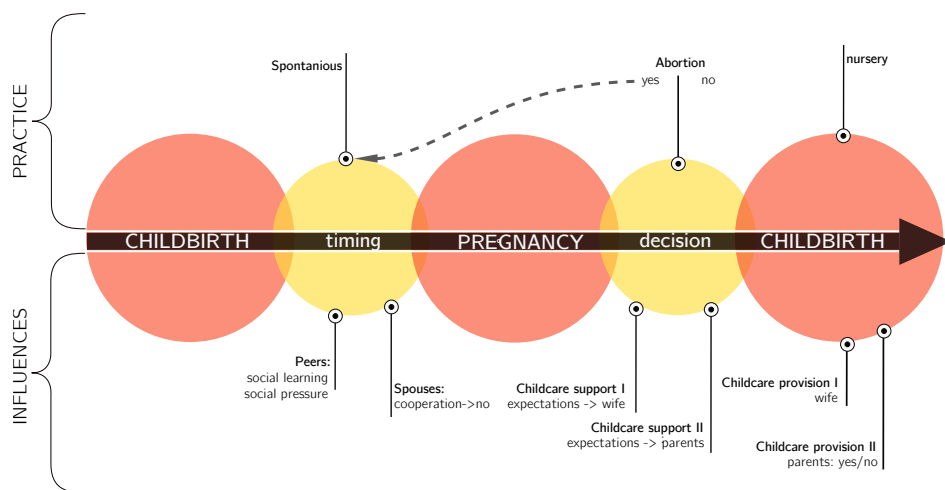 PRACTICE
Spontanious
Abortion
yes no
nursery
CHILDBIRTH timing PREGNANCY decision CHILDBIRTH
INFLUENCES
Peers:
social learning
social pressure
Spouses:
cooperation->no
Childcare support I
expectations -> wife
Childcare support II
expectations -> parents
Childcare provision I
wife
Childcare provision II
parents: yes/no